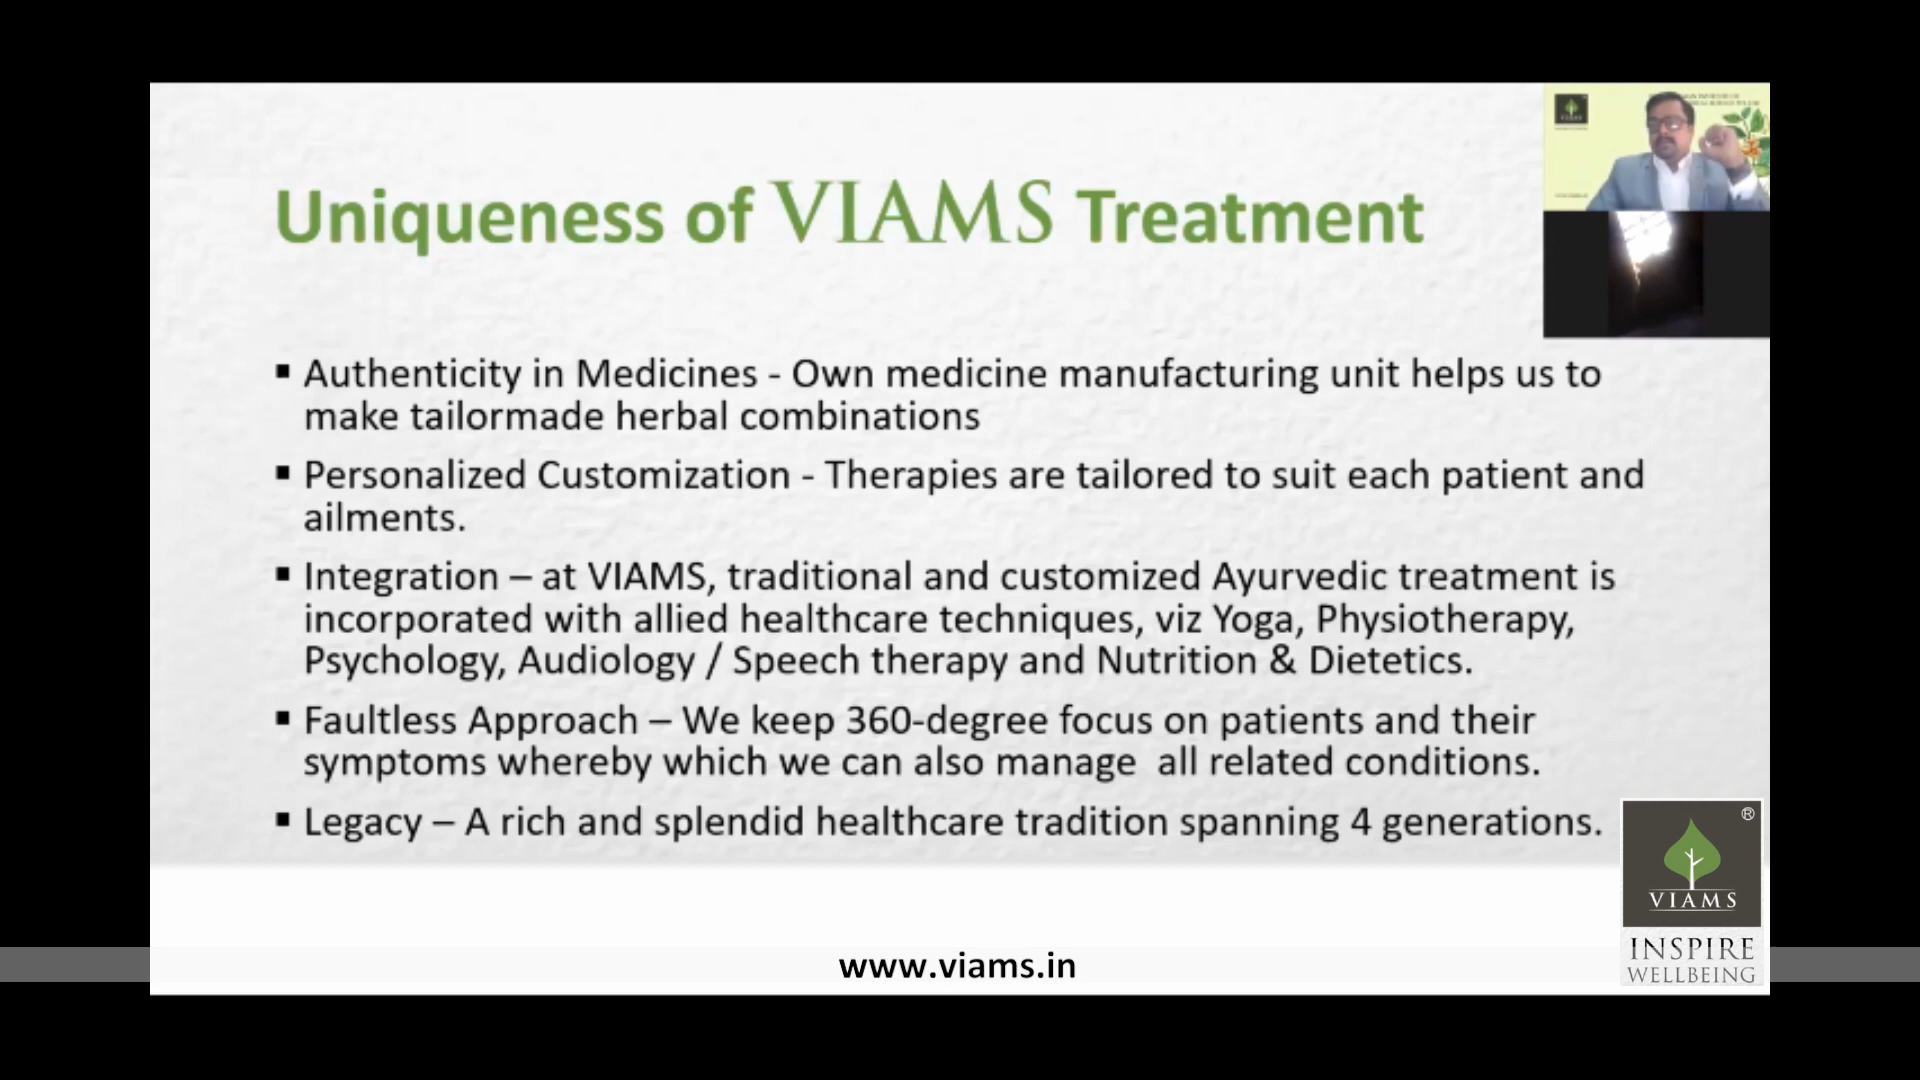 Uniqueness of VIAMS Treatment
▪ Authenticity in Medicines - Own medicine manufacturing unit helps us to
make tailormade herbal combinations
▪ Personalized Customization - Therapies are tailored to suit each patient and
ailments.
▪ Integration – at VIAMS, traditional and customized Ayurvedic treatment is
incorporated with allied healthcare techniques, viz Yoga, Physiotherapy,
Psychology, Audiology / Speech therapy and Nutrition & Dietetics.
▪ Faultless Approach – We keep 360-degree focus on patients and their
symptoms whereby which we can also manage  all related conditions.
▪ Legacy – A rich and splendid healthcare tradition spanning 4 generations.
®
VIAMS
INSPIRE
WELLBEING
www.viams.in